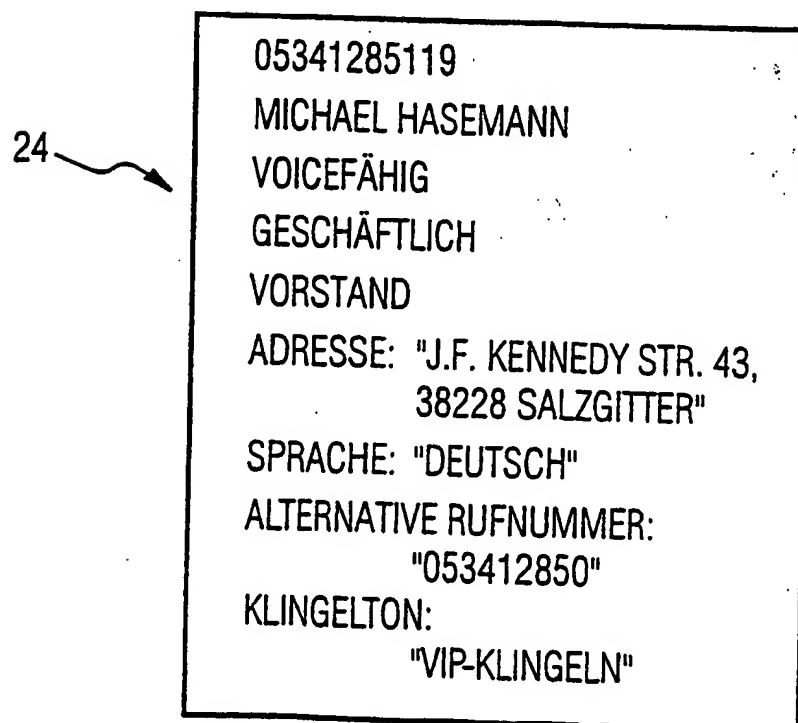 24
05341285119
MICHAEL HASEMANN
VOICEFÄHIG
GESCHÄFTLICH
VORSTAND
ADRESSE: "J.F. KENNEDY STR. 43,
38228 SALZGITTER"
SPRACHE: "DEUTSCH"
ALTERNATIVE RUFNUMMER:
"053412850"
KLINGELTON:
"VIP-KLINGELN"